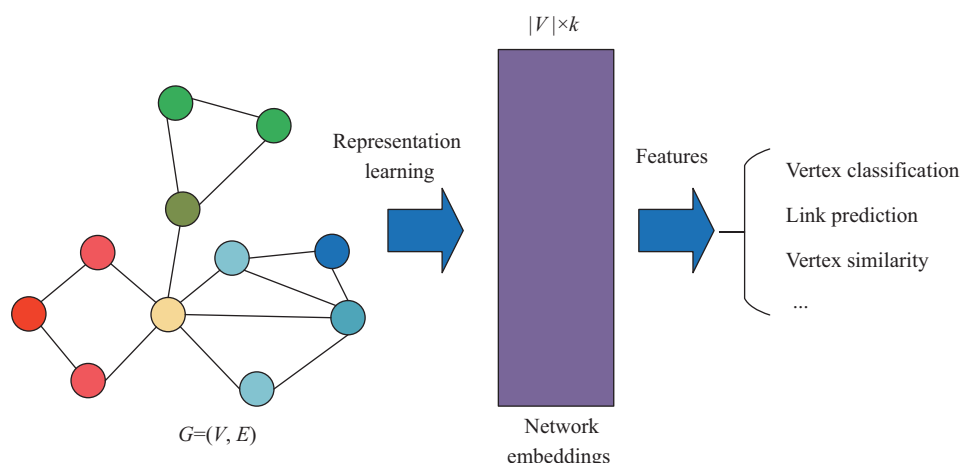 |V|×k
Representation
learning
Features
Vertex classification
Link prediction
Vertex similarity
...
G=(V, E)
Network
embeddings